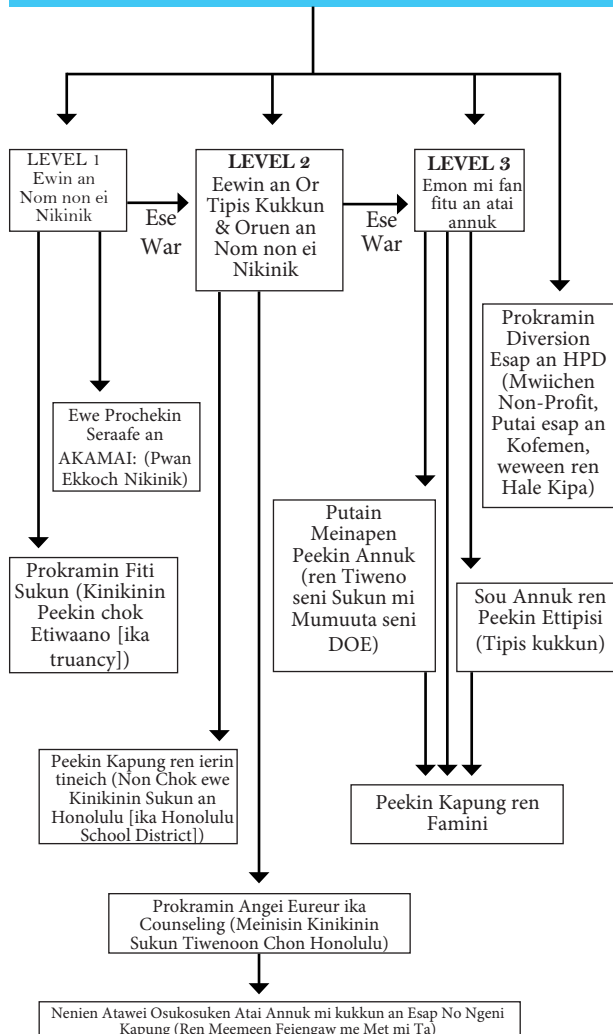 LEVEL 1
Ewin an
Nom non ei
Nikinik
Ese
War
LEVEL 2
Eewin an Or
Tipis Kukkun
& Oruen an
Nom non ei
Nikinik
Ese
War
LEVEL 3
Emon mi fan
fitu an atai
annuk
Prokramin
Diversion
Esap an HPD
(Mwiichen
Non-Profit,
Putai esap an
Kofemen,
weween ren
Hale Kipa)
Ewe Prochekin
Seraafe an
AKAMAI: (Pwan
Ekkoch Nikinik)
Prokramin Fiti
Sukun (Kinikinin
Peekin chok
Etiwaano [ika
truancy])
Putain
Meinapen
Peekin Annuk
(ren Tiweno
seni Sukun mi
Mumuuta seni
DOE)
Sou Annuk ren
Peekin Ettipisi
(Tipis kukkun)
Peekin Kapung ren ierin
tineich (Non Chok ewe
Kinikinin Sukun an
Honolulu [ika Honolulu
School District])
Peekin Kapung ren
Famini
Prokramin Angei Eureur ika
Counseling (Meinisin Kinikinin
Sukun Tiwenoon Chon Honolulu)
Nenien Atawei Osukosuken Atai Annuk mi kukkun an Esap No Ngeni
Kapung (Ren Meemeen Feiengaw me Met mi Ta)